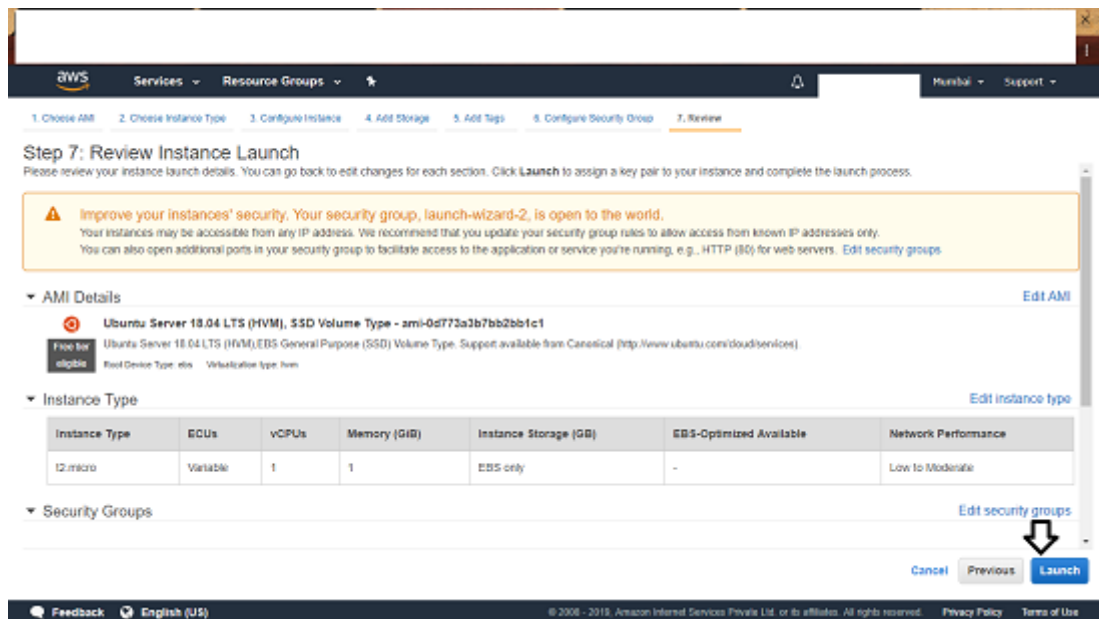 aws Services Resource Groups Mumbai Support
1. Choose AMI 2. Choose Instance Type 3. Configure Instance 4. Add Storage 5. Add Tags 6. Configure Security Group 7. Review
Step 7: Review Instance Launch
Please review your instance launch details. You can go back to edit changes for each section. Click Launch to assign a key pair to your instance and complete the launch process.
Improve your instances' security. Your security group, launch-wizard-2, is open to the world.
Your instances may be accessible from any IP address. We recommend that you update your security group rules to allow access from known IP addresses only.
You can also open additional ports in your security group to facilitate access to the application or service you're running, e.g., HTTP (80) for web servers. Edit security groups
AMI Details Edit AMI
Ubuntu Server 18.04 LTS (HVM), SSD Volume Type - ami-0d773a3b7bb2bb1c1
Free tier eligible
Ubuntu Server 18.04 LTS (HVM),EBS General Purpose (SSD) Volume Type. Support available from Canonical (http://www.ubuntu.com/cloud/services).
Root Device Type: ebs Virtualization type: hvm
Instance Type Edit instance type
Instance Type ECUs vCPUs Memory (GiB) Instance Storage (GB) EBS-Optimized Available Network Performance
t2.micro Variable 1 1 EBS only - Low to Moderate
Security Groups Edit security groups
Cancel Previous Launch
Feedback English (US) © 2008 - 2019, Amazon Internet Services Private Ltd. or its affiliates. All rights reserved. Privacy Policy Terms of Use